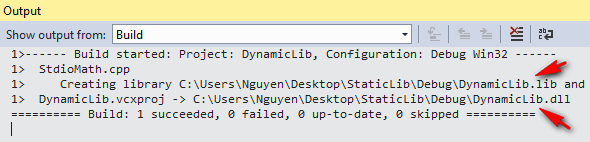 Output
Show output from: Build
1>------ Build started: Project: DynamicLib, Configuration: Debug Win32 ------
1>  StdioMath.cpp
1>     Creating library C:\Users\Nguyen\Desktop\StaticLib\Debug\DynamicLib.lib and
1>  DynamicLib.vcxproj -> C:\Users\Nguyen\Desktop\StaticLib\Debug\DynamicLib.dll
========== Build: 1 succeeded, 0 failed, 0 up-to-date, 0 skipped ==========